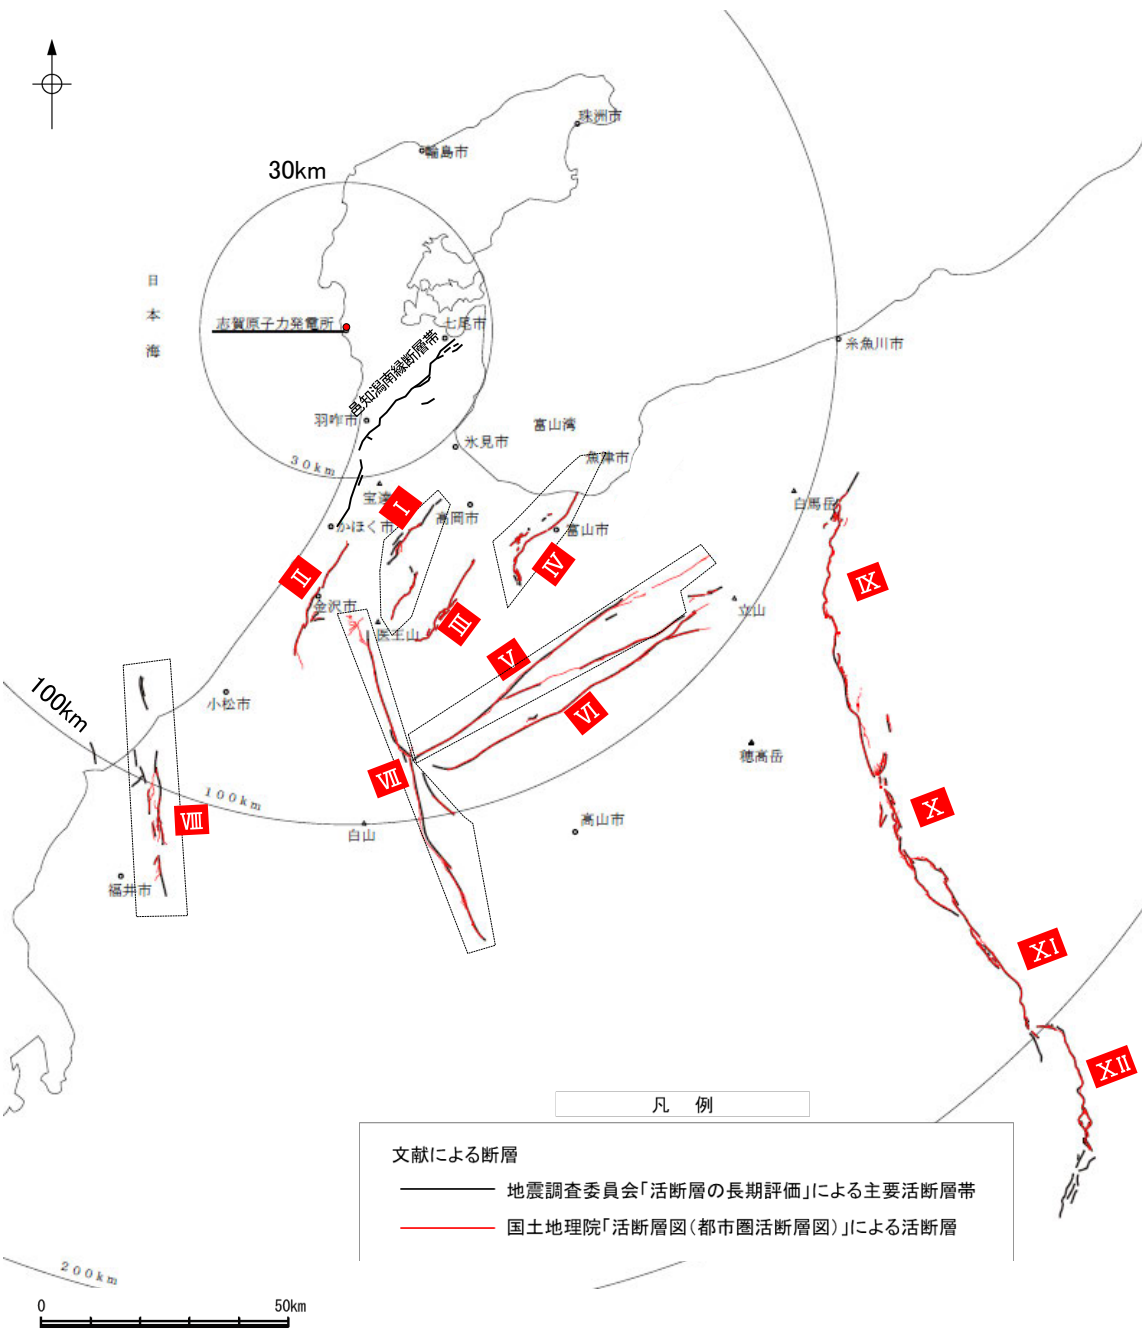 珠洲市
輪島市
30km
日
本
海
志賀原子力発電所
七尾市
糸魚川市
邑知潟南縁断層帯
羽咋市
富山湾
氷見市
魚津市
30km
宝達
I
高岡市
白馬岳
かほく市
富山市
II
IV
IX
金沢市
立山
III
医王山
V
100km
小松市
VI
穂高岳
VII
100km
X
VIII
白山
高山市
福井市
XI
XII
凡 例
文献による断層
地震調査委員会「活断層の長期評価」による主要活断層帯
国土地理院「活断層図(都市圏活断層図)」による活断層
200km
0
50km